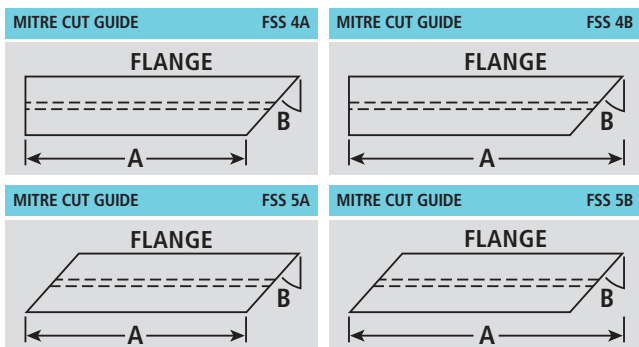 MITRE CUT GUIDE FSS 4A
FLANGE
B
A
MITRE CUT GUIDE FSS 4B
FLANGE
B
A
MITRE CUT GUIDE FSS 5A
FLANGE
B
A
MITRE CUT GUIDE FSS 5B
FLANGE
B
A